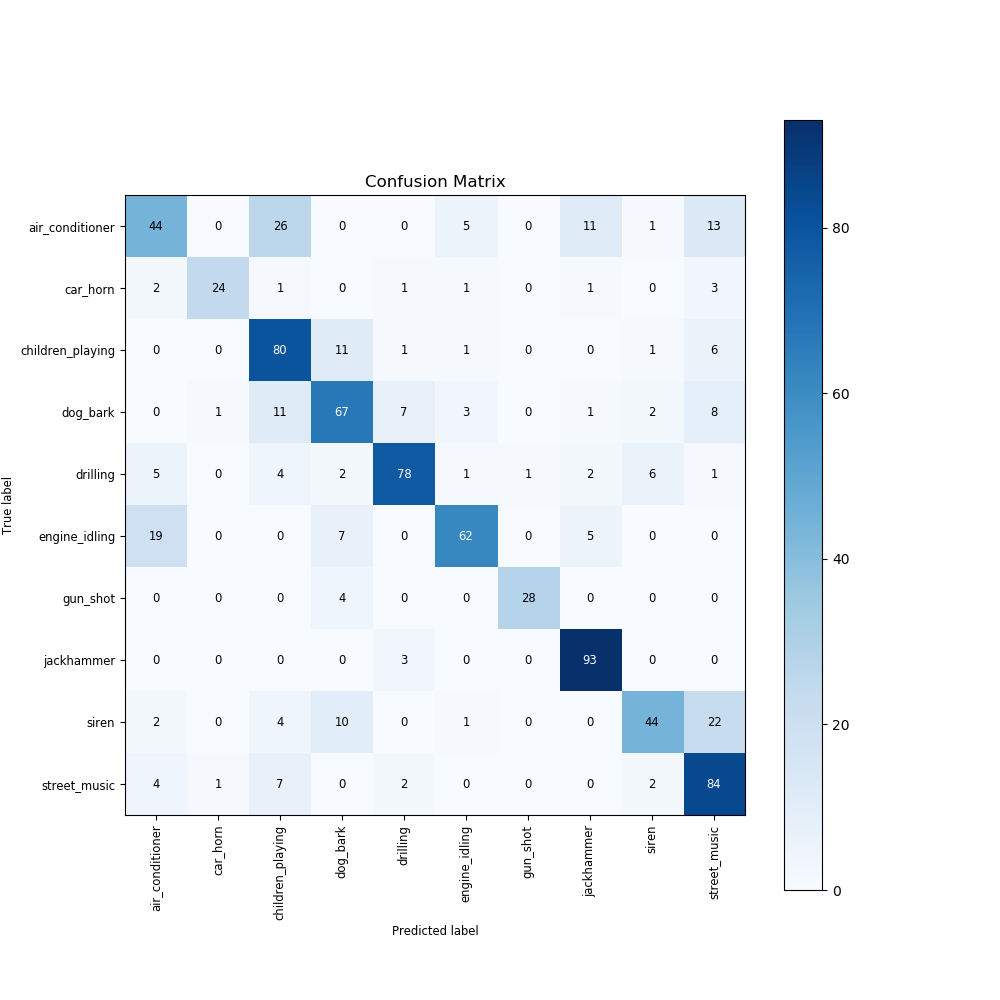 Confusion Matrix
air_conditioner 44 0 26 0 0 5 0 11 1 13
car_horn 2 24 1 0 1 1 0 1 0 3
children_playing 0 0 80 11 1 1 0 0 1 6
dog_bark 0 1 11 67 7 3 0 1 2 8
drilling 5 0 4 2 78 1 1 2 6 1
engine_idling 19 0 0 7 0 62 0 5 0 0
gun_shot 0 0 0 4 0 0 28 0 0 0
jackhammer 0 0 0 0 3 0 0 93 0 0
siren 2 0 4 10 0 1 0 0 44 22
street_music 4 1 7 0 2 0 0 0 2 84
True label
air_conditioner car_horn children_playing dog_bark drilling engine_idling gun_shot jackhammer siren street_music
Predicted label
80
60
40
20
0